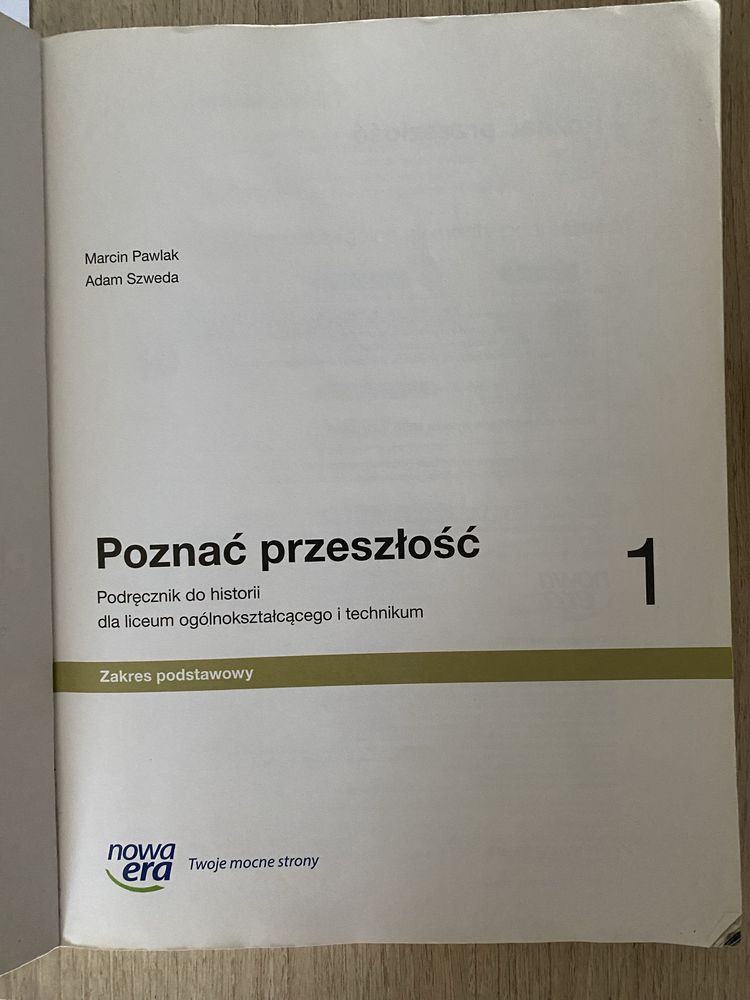 Marcin Pawlak
Adam Szweda
Poznać przeszłość 1
Podręcznik do historii
dla liceum ogólnokształcącego i technikum
Zakres podstawowy
nowa
era
Twoje mocne strony